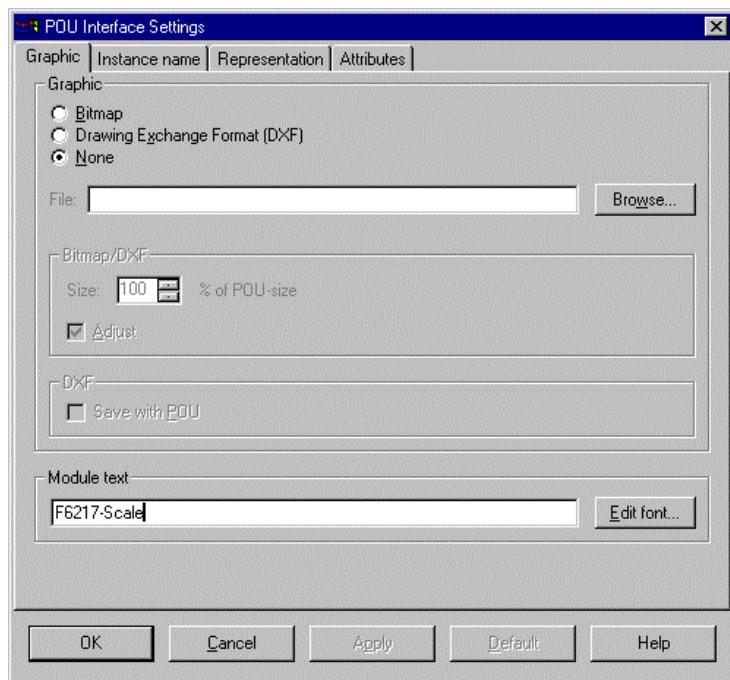 POU Interface Settings
Graphic Instance name Representation Attributes
Graphic
Bitmap
Drawing Exchange Format (DXF)
None
File: Browse...
Bitmap/DXF
Size: 100 % of POU-size
Adjust
DXF
Save with POU
Module text
F6217-Scale Edit font...
OK Cancel Apply Default Help